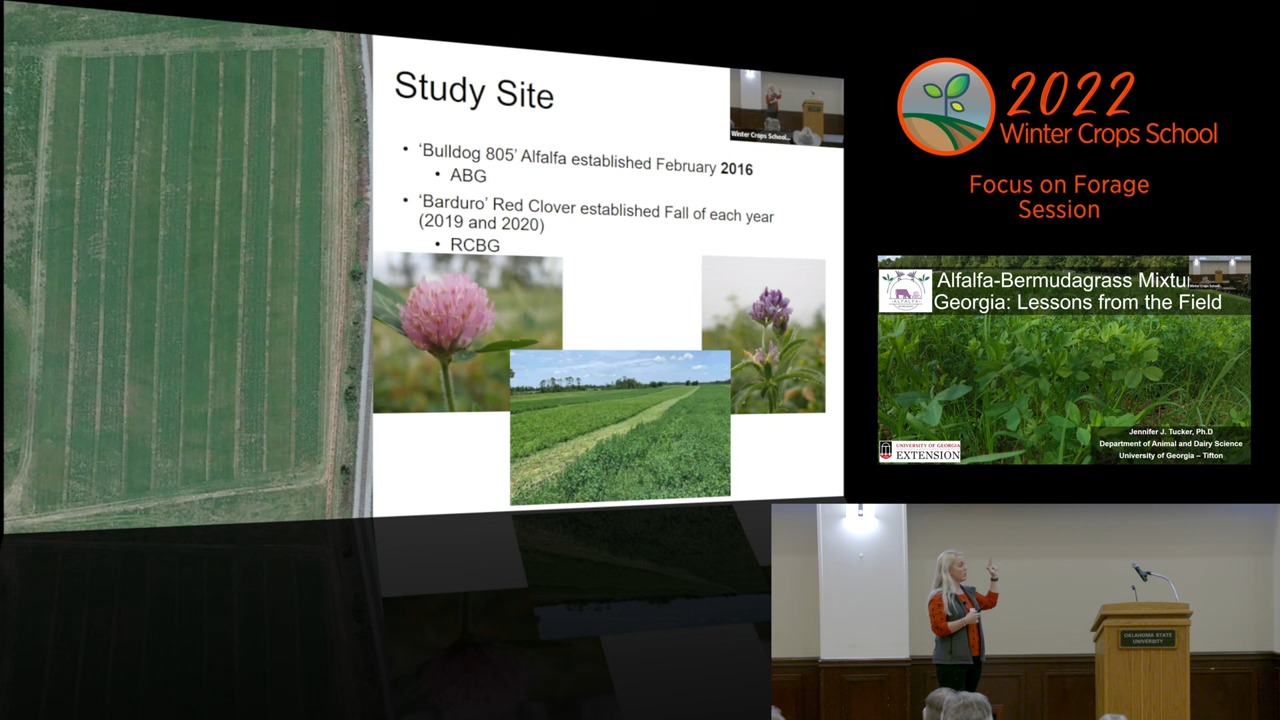 Study Site
Winter Crops School...
• 'Bulldog 805' Alfalfa established February 2016
• ABG
• 'Barduro' Red Clover established Fall of each year
(2019 and 2020)
• RCBG
2022
Winter Crops School
Focus on Forage
Session
Alfalfa-Bermudagrass Mixtu
Georgia: Lessons from the Field
ALFALFA
Jennifer J. Tucker, Ph.D
Department of Animal and Dairy Science
University of Georgia – Tifton
UNIVERSITY OF GEORGIA
EXTENSION
OKLAHOMA STATE
UNIVERSITY